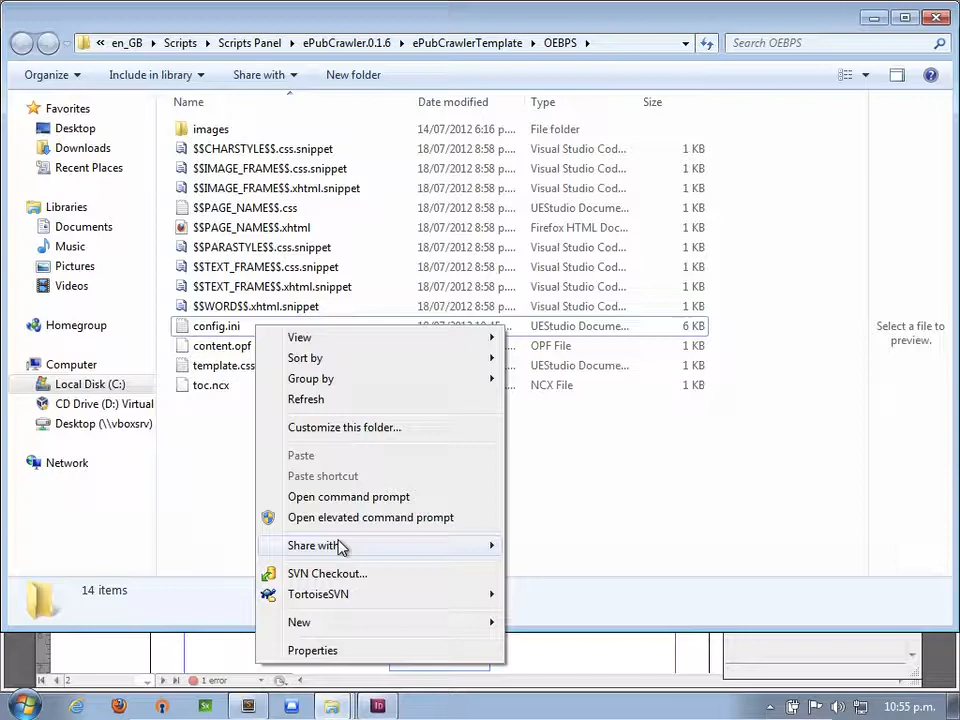 « en_GB ▸ Scripts ▸ Scripts Panel ▸ ePubCrawler.0.1.6 ▸ ePubCrawlerTemplate ▸ OEBPS ▸
Search OEBPS
Organize Include in library Share with New folder
Name Date modified Type Size
Favorites
Desktop
Downloads
Recent Places
Libraries
Documents
Music
Pictures
Videos
Homegroup
Computer
Local Disk (C:)
CD Drive (D:) Virtual
Desktop (\\vboxsrv)
Network
images 14/07/2012 6:16 p.... File folder
$$CHARSTYLE$$.css.snippet 18/07/2012 8:58 p.... Visual Studio Cod... 1 KB
$$IMAGE_FRAME$$.css.snippet 18/07/2012 8:58 p.... Visual Studio Cod... 1 KB
$$IMAGE_FRAME$$.xhtml.snippet 18/07/2012 8:58 p.... Visual Studio Cod... 1 KB
$$PAGE_NAME$$.css 18/07/2012 8:58 p.... UEStudio Docume... 1 KB
$$PAGE_NAME$$.xhtml 18/07/2012 8:58 p.... Firefox HTML Doc... 1 KB
$$PARASTYLE$$.css.snippet 18/07/2012 8:58 p.... Visual Studio Cod... 1 KB
$$TEXT_FRAME$$.css.snippet 18/07/2012 8:58 p.... Visual Studio Cod... 1 KB
$$TEXT_FRAME$$.xhtml.snippet 18/07/2012 8:58 p.... Visual Studio Cod... 1 KB
$$WORD$$.xhtml.snippet 18/07/2012 8:58 p.... Visual Studio Cod... 1 KB
config.ini UEStudio Docume... 6 KB
content.opf OPF File 1 KB
template.css UEStudio Docume... 1 KB
toc.ncx NCX File 1 KB
Select a file to
preview.
View
Sort by
Group by
Refresh
Customize this folder...
Paste
Paste shortcut
Open command prompt
Open elevated command prompt
Share with
SVN Checkout...
TortoiseSVN
New
Properties
14 items
2
1 error
10:55 p.m.